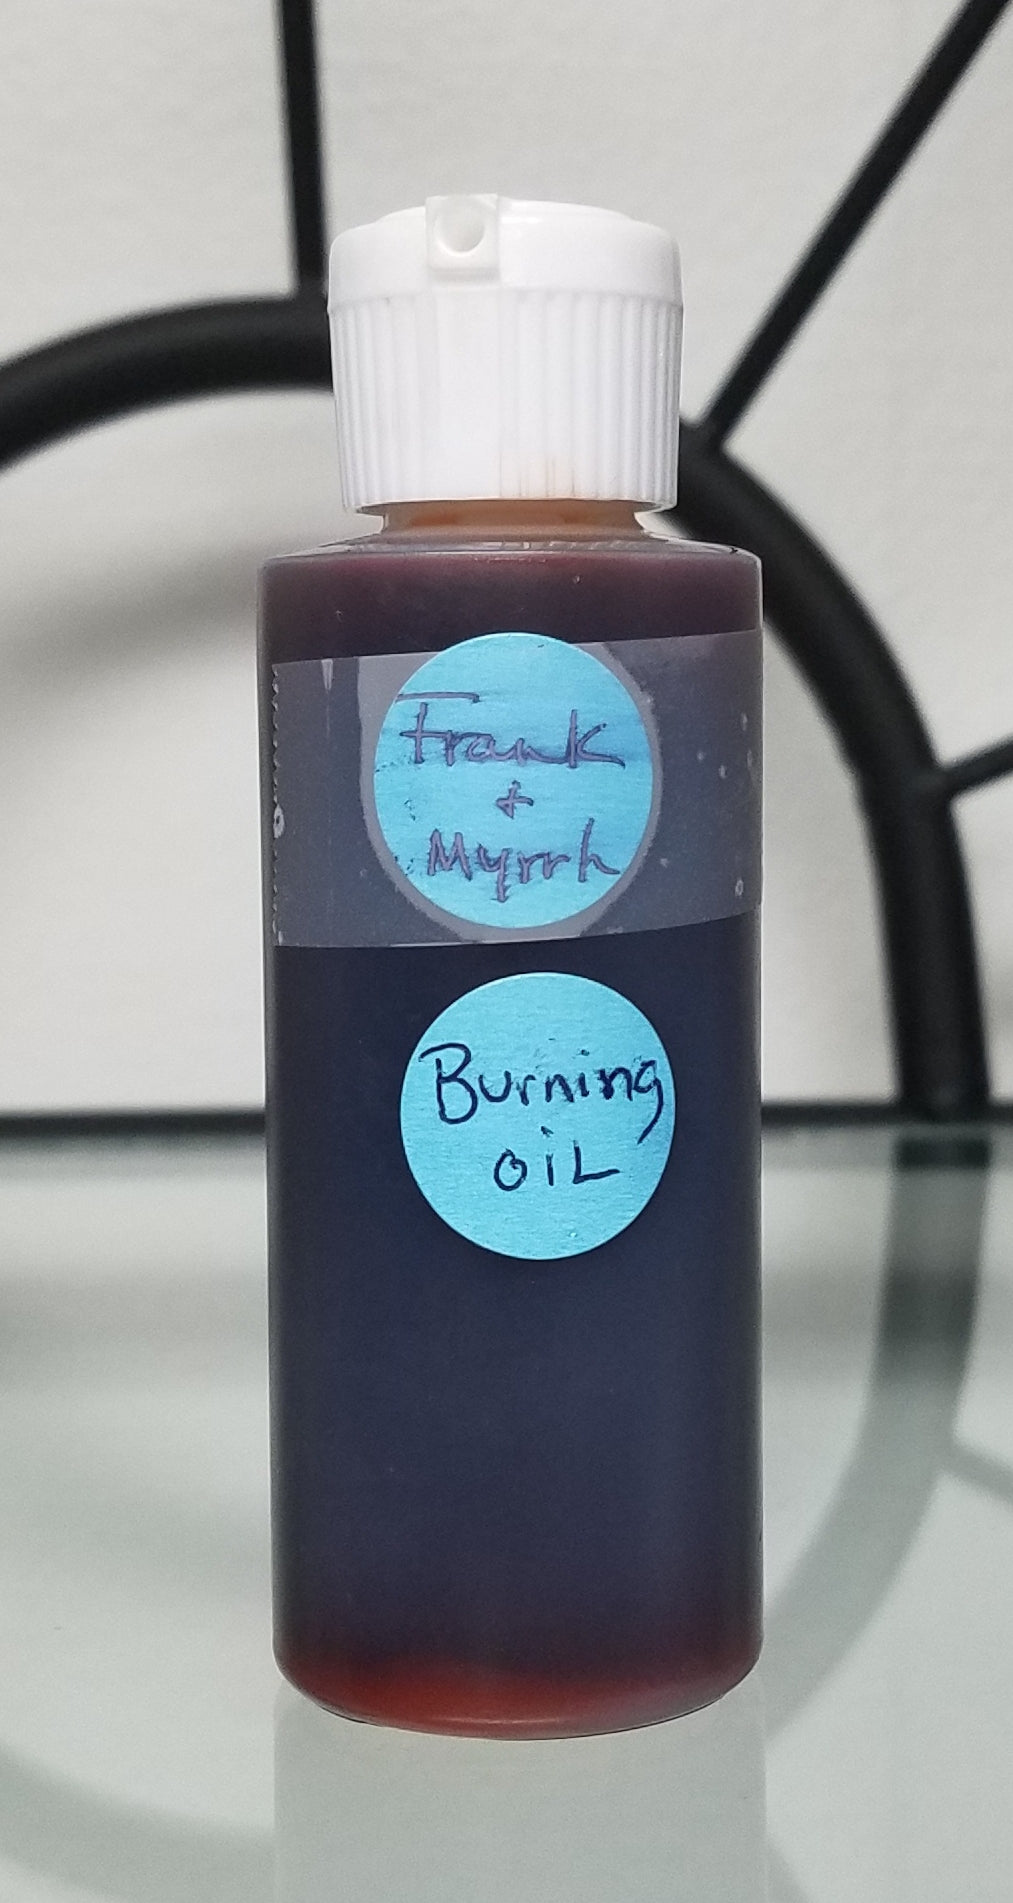 Frank
+
Myrrh
Burning
oiL